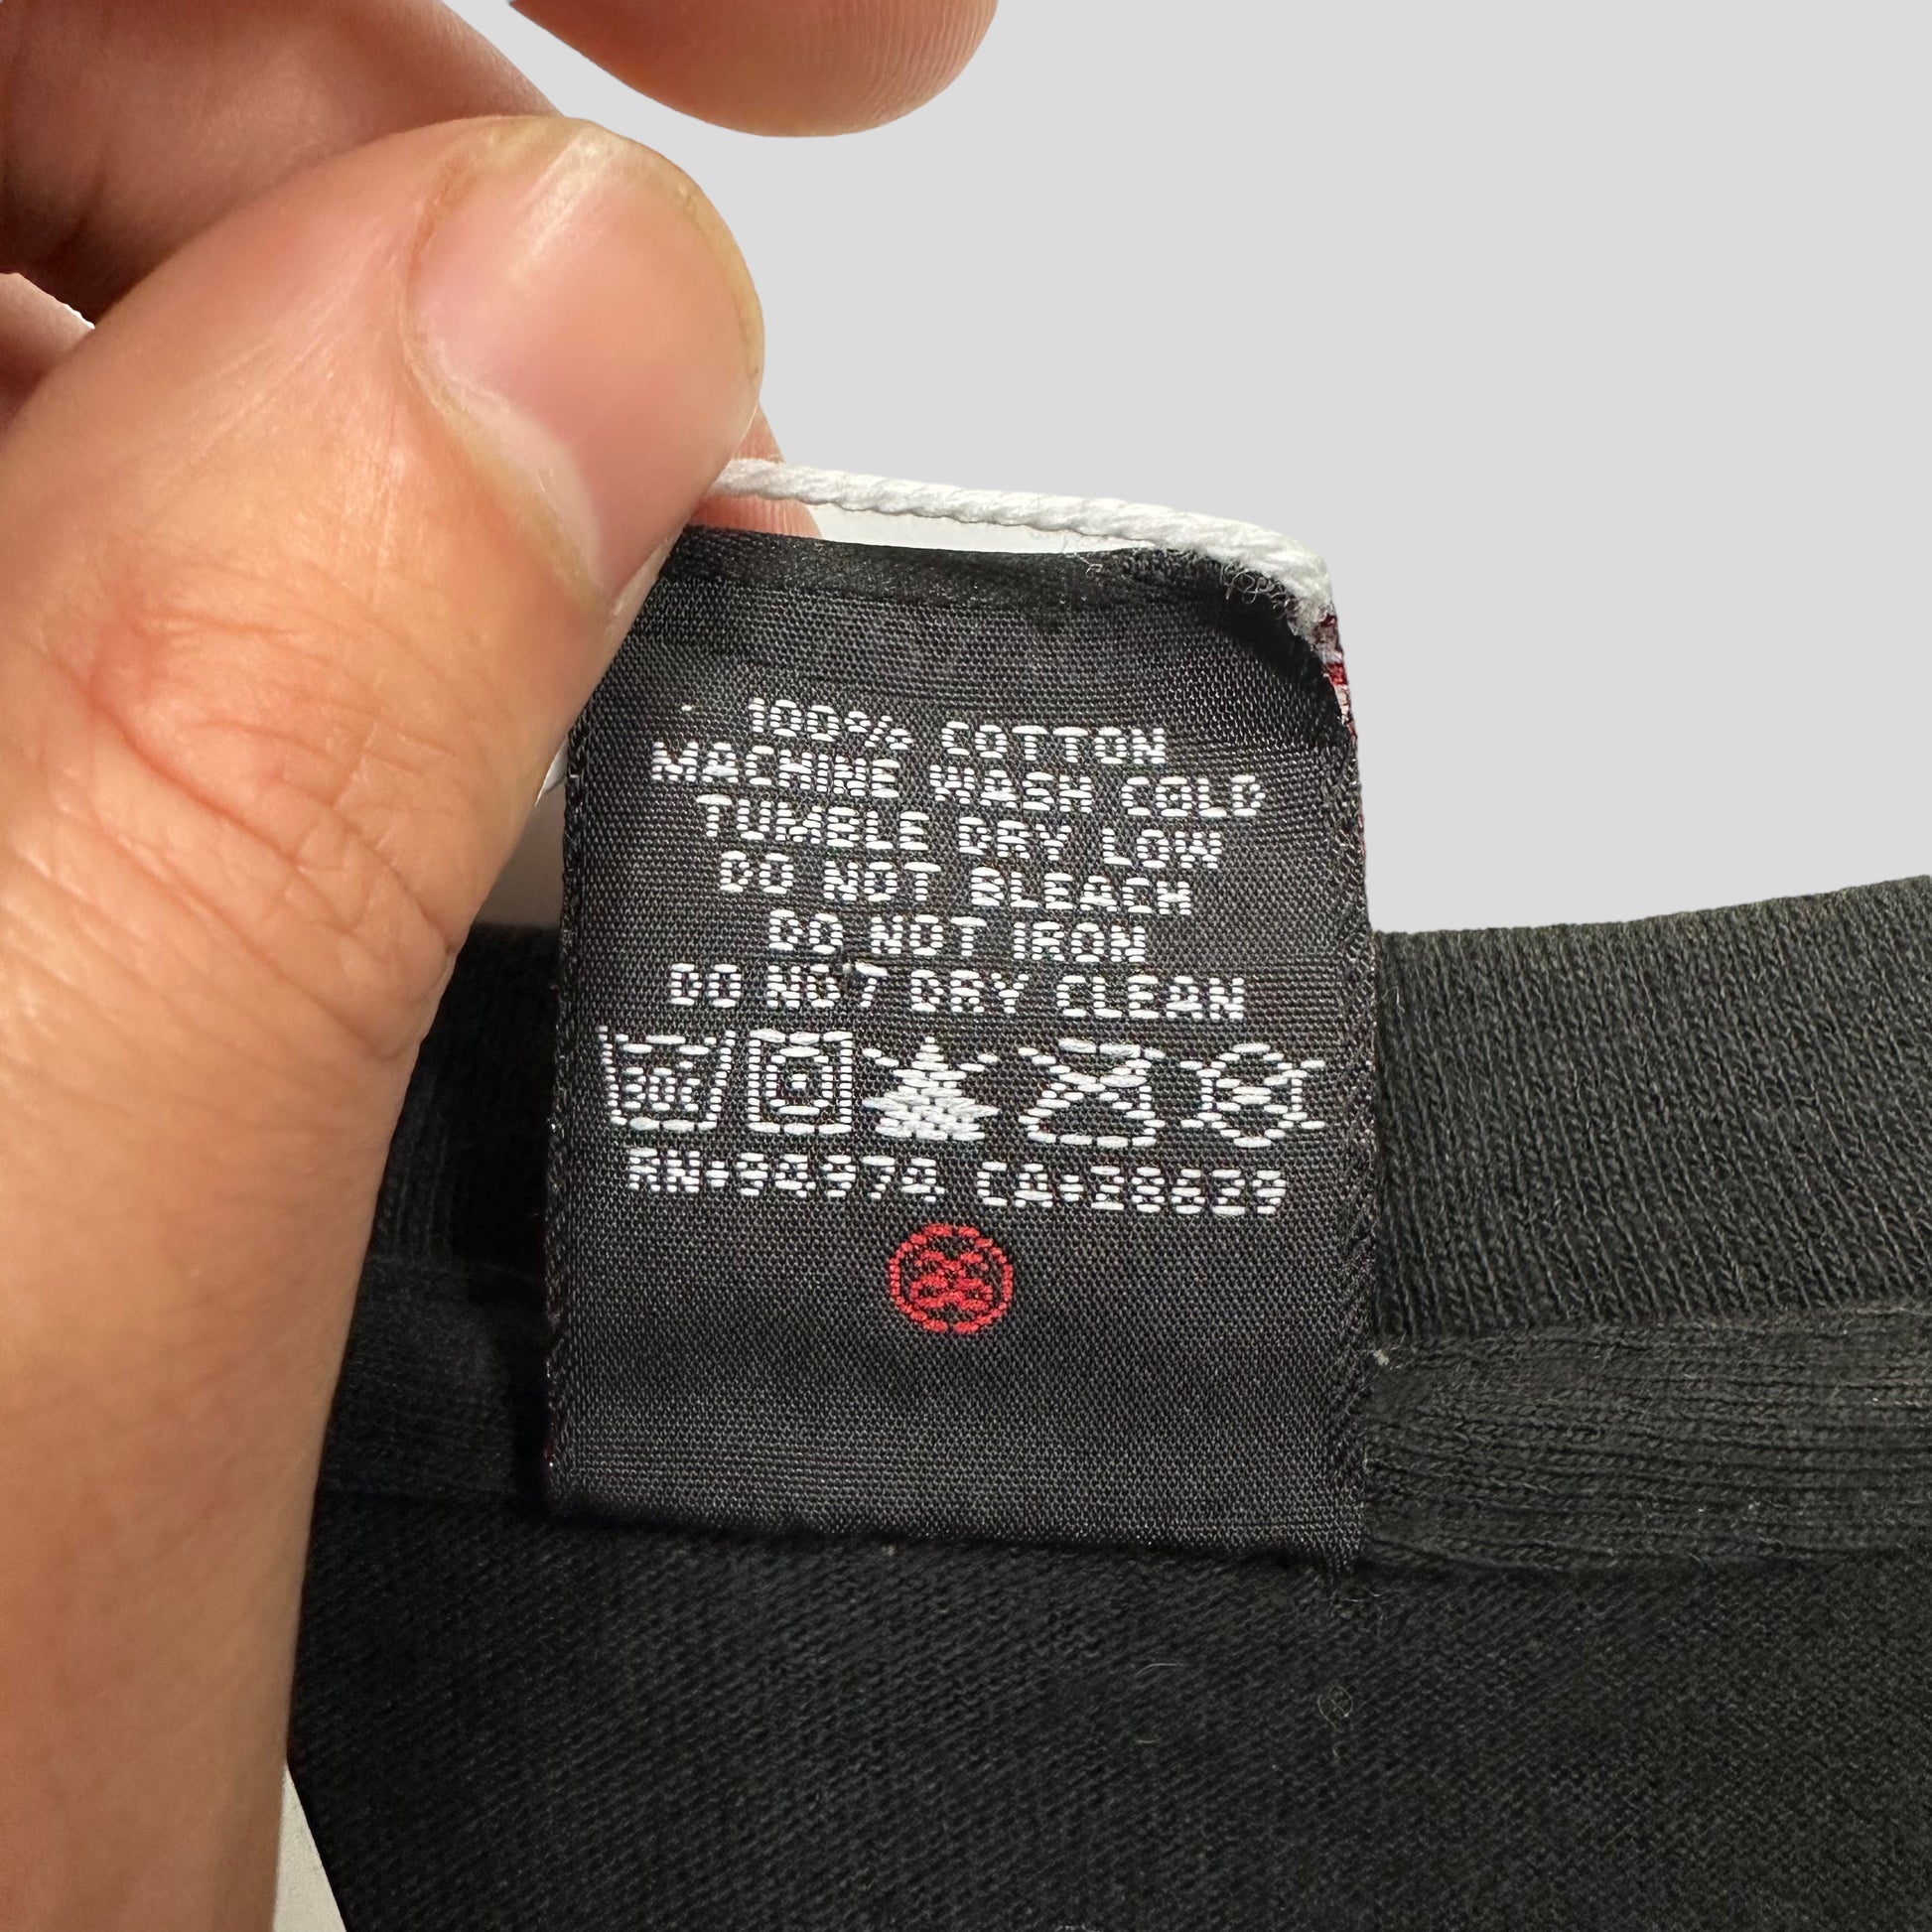 100% COTTON
MACHINE WASH COLD
TUMBLE DRY LOW
DO NOT BLEACH
DO NOT IRON
DO NOT DRY CLEAN
30C
RN:94974 CA:28629